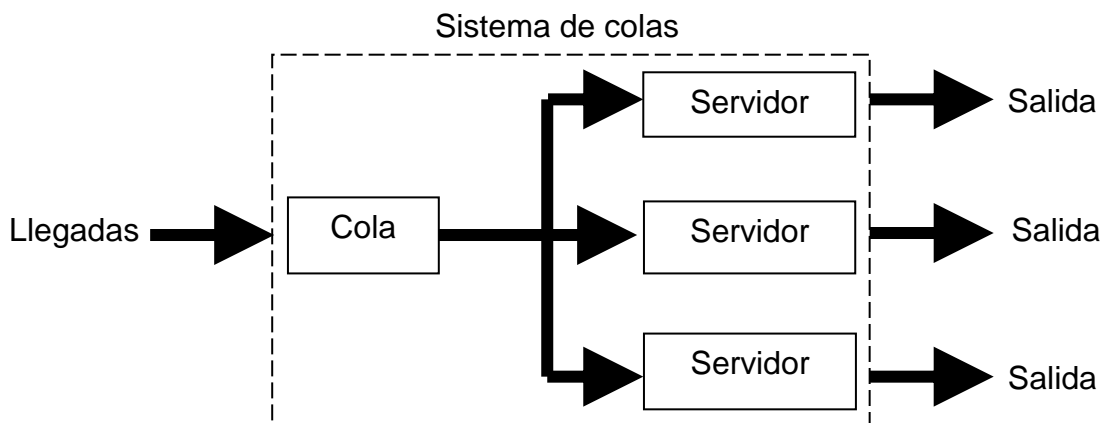 Sistema de colas
Servidor
Salida
Llegadas
Cola
Servidor
Salida
Servidor
Salida